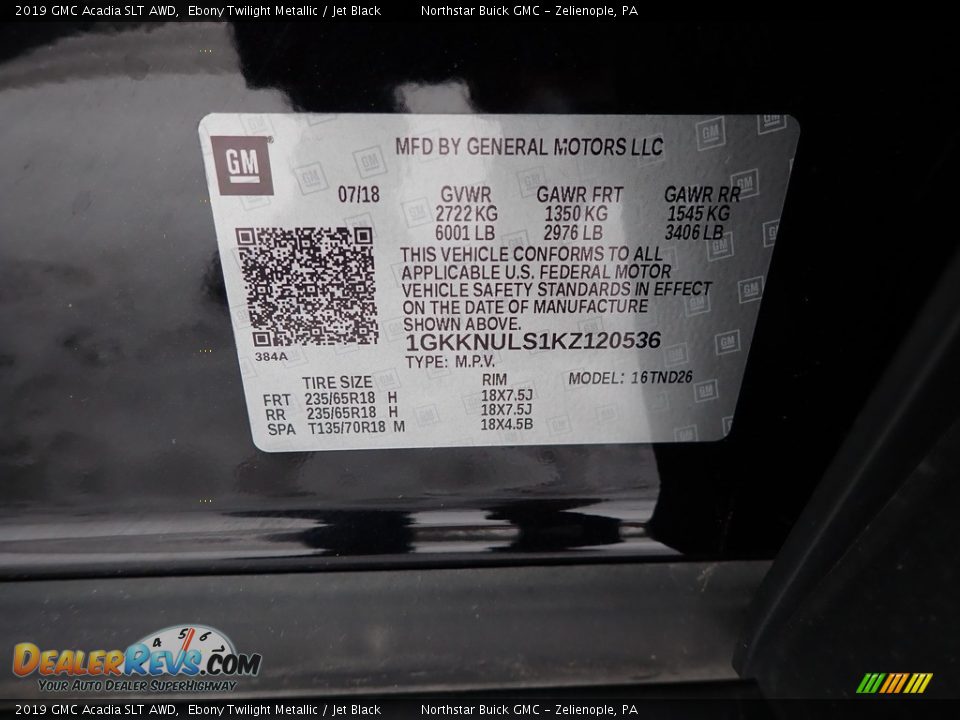 2019 GMC Acadia SLT AWD, Ebony Twilight Metallic / Jet Black Northstar Buick GMC - Zelienople, PA
GM
MFD BY GENERAL MOTORS LLC
07/18 GVWR GAWR FRT GAWR RR
2722 KG 1350 KG 1545 KG
6001 LB 2976 LB 3406 LB
THIS VEHICLE CONFORMS TO ALL
APPLICABLE U.S. FEDERAL MOTOR
VEHICLE SAFETY STANDARDS IN EFFECT
ON THE DATE OF MANUFACTURE
SHOWN ABOVE.
1GKKNULS1KZ120536
384A
TYPE: M.P.V.
TIRE SIZE RIM MODEL: 16TND26
FRT 235/65R18 H 18X7.5J
RR 235/65R18 H 18X7.5J
SPA T135/70R18 M 18X4.5B
4 5 6
DEALERREVS.COM
YOUR AUTO DEALER SUPERHIGHWAY
2019 GMC Acadia SLT AWD, Ebony Twilight Metallic / Jet Black Northstar Buick GMC - Zelienople, PA